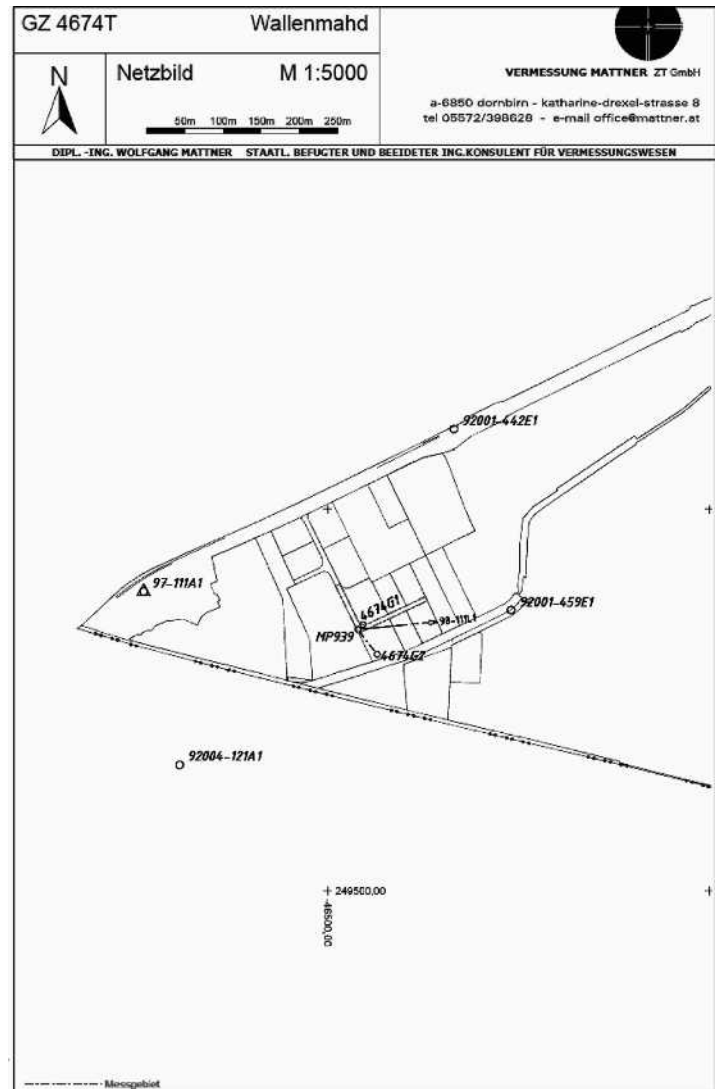 GZ 4674T Wallenmahd
N
Netzbild M 1:5000
50m 100m 150m 200m 250m
VERMESSUNG MATTNER ZT GmbH
a-6850 dornbirn - katharine-drexel-strasse 8
tel 05572/398628 - e-mail office@mattner.at
DIPL. -ING. WOLFGANG MATTNER STAATL. BEFUGTER UND BEEIDETER ING.KONSULENT FÜR VERMESSUNGSWESEN
92001-442E1
97-111A1
92001-459E1
4674G1
98-111L1
MP939
4674G2
92004-121A1
249500,00
-46500,00
Messgebiet